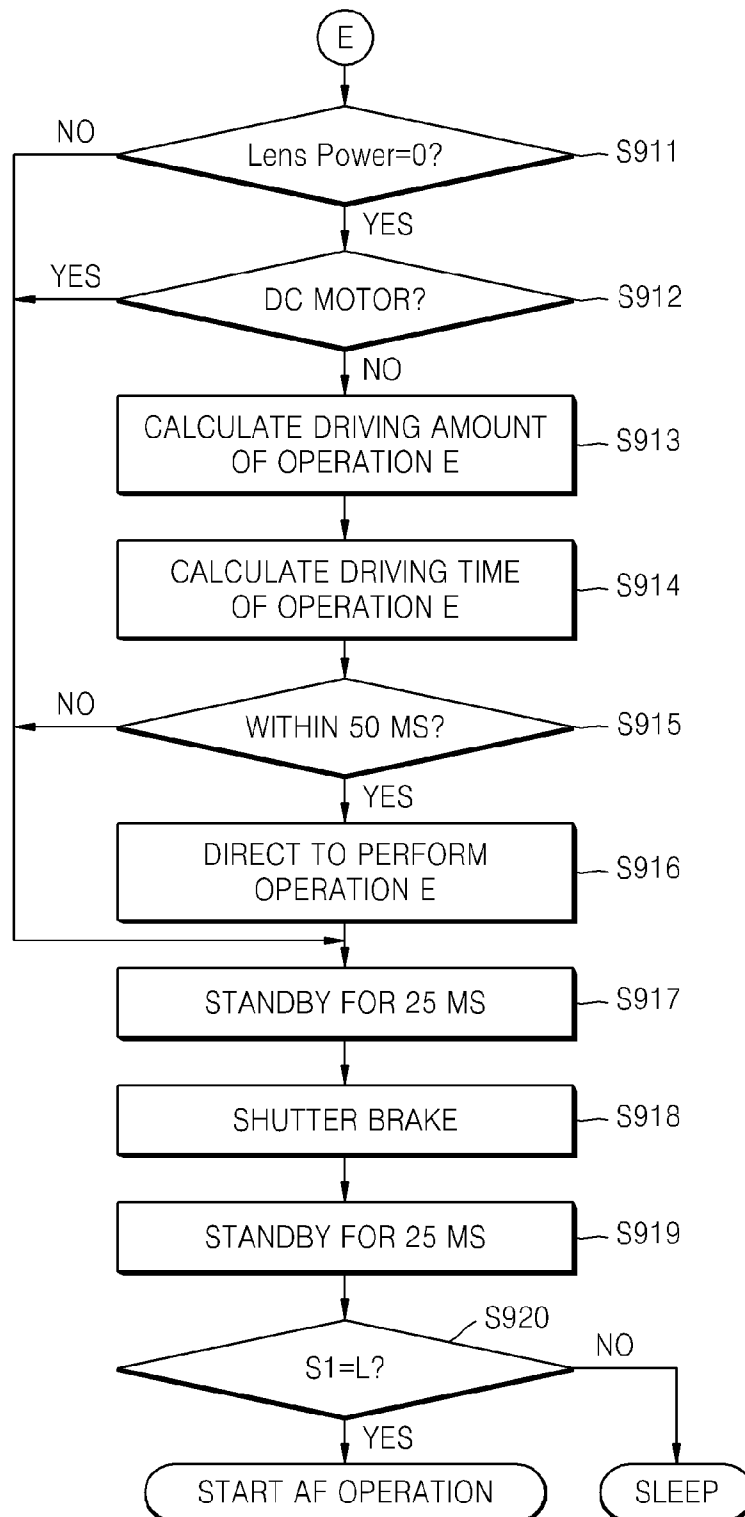 E
NO
Lens Power=0?
S911
YES
YES
DC MOTOR?
S912
NO
CALCULATE DRIVING AMOUNT
OF OPERATION E
S913
CALCULATE DRIVING TIME
OF OPERATION E
S914
NO
WITHIN 50 MS?
S915
YES
DIRECT TO PERFORM
OPERATION E
S916
STANDBY FOR 25 MS
S917
SHUTTER BRAKE
S918
STANDBY FOR 25 MS
S919
S920
S1=L?
NO
YES
START AF OPERATION
SLEEP